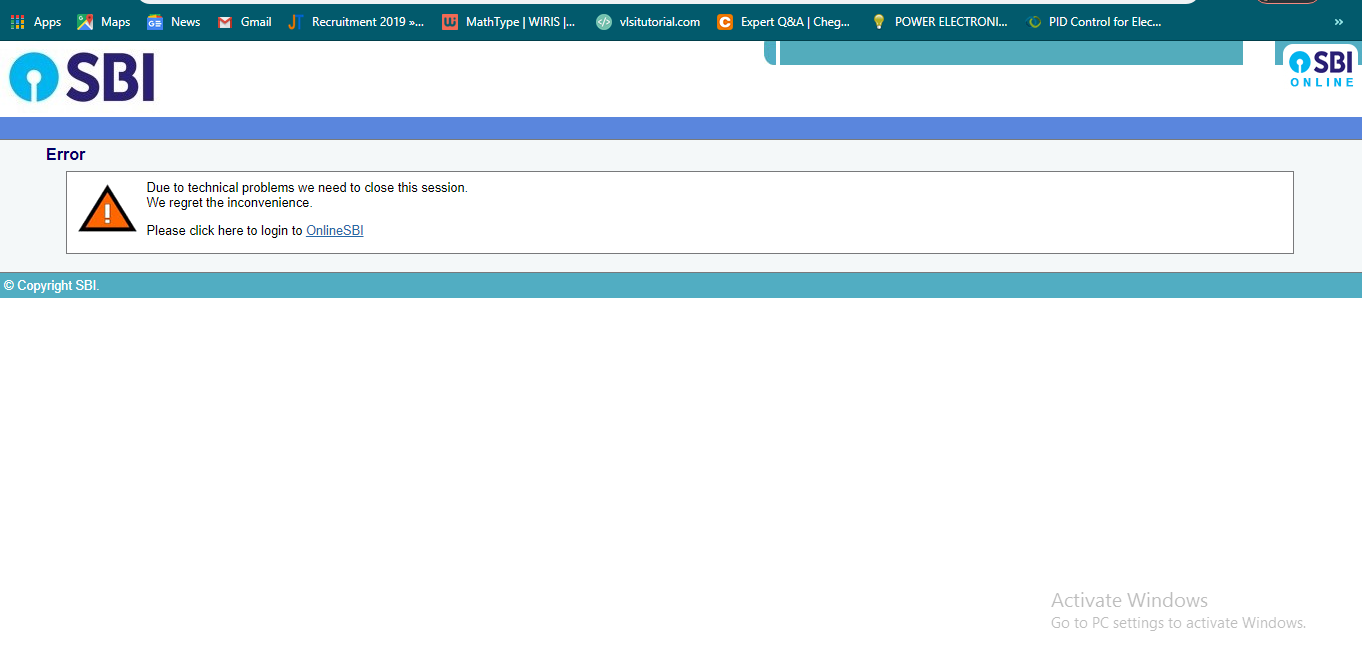 Apps Maps News Gmail Recruitment 2019 »... MathType | WIRIS |... vlsitutorial.com Expert Q&A | Cheg... POWER ELECTRONI... PID Control for Elec... »
SBI
SBI
ONLINE
Error
Due to technical problems we need to close this session.
We regret the inconvenience.
Please click here to login to OnlineSBI
© Copyright SBI.
Activate Windows
Go to PC settings to activate Windows.